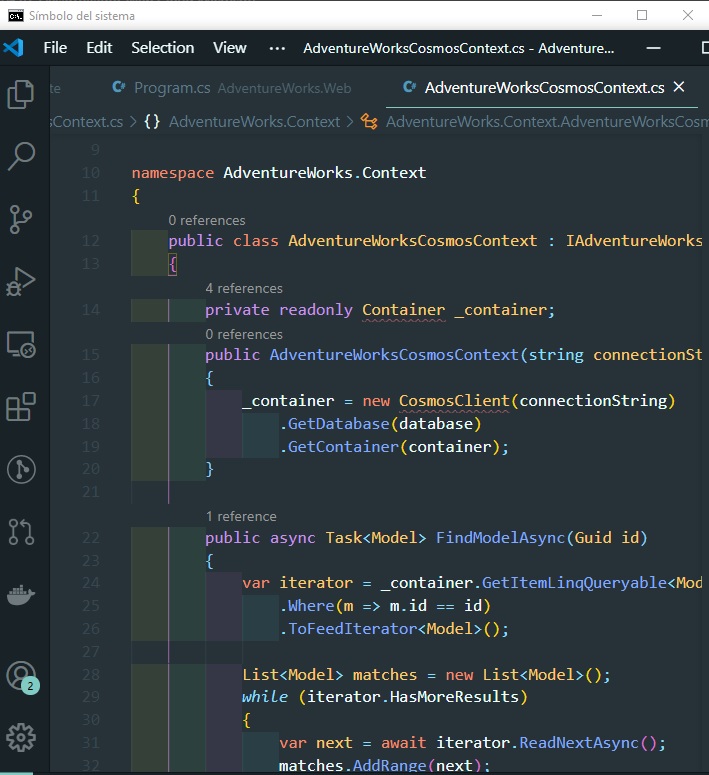 Símbolo del sistema
File Edit Selection View ··· AdventureWorksCosmosContext.cs - Adventure...
te Program.cs AdventureWorks.Web AdventureWorksCosmosContext.cs
sContext.cs > {} AdventureWorks.Context > AdventureWorks.Context.AdventureWorksCosm
9
10 namespace AdventureWorks.Context
11 {
0 references
12 public class AdventureWorksCosmosContext : IAdventureWorks
13 {
4 references
14 private readonly Container _container;
0 references
15 public AdventureWorksCosmosContext(string connectionSt
16 {
17 _container = new CosmosClient(connectionString)
18 .GetDatabase(database)
19 .GetContainer(container);
20 }
21
1 reference
22 public async Task<Model> FindModelAsync(Guid id)
23 {
24 var iterator = _container.GetItemLinqQueryable<Mod
25 .Where(m => m.id == id)
26 .ToFeedIterator<Model>();
27
28 List<Model> matches = new List<Model>();
29 while (iterator.HasMoreResults)
30 {
31 var next = await iterator.ReadNextAsync();
32 matches.AddRange(next);
2